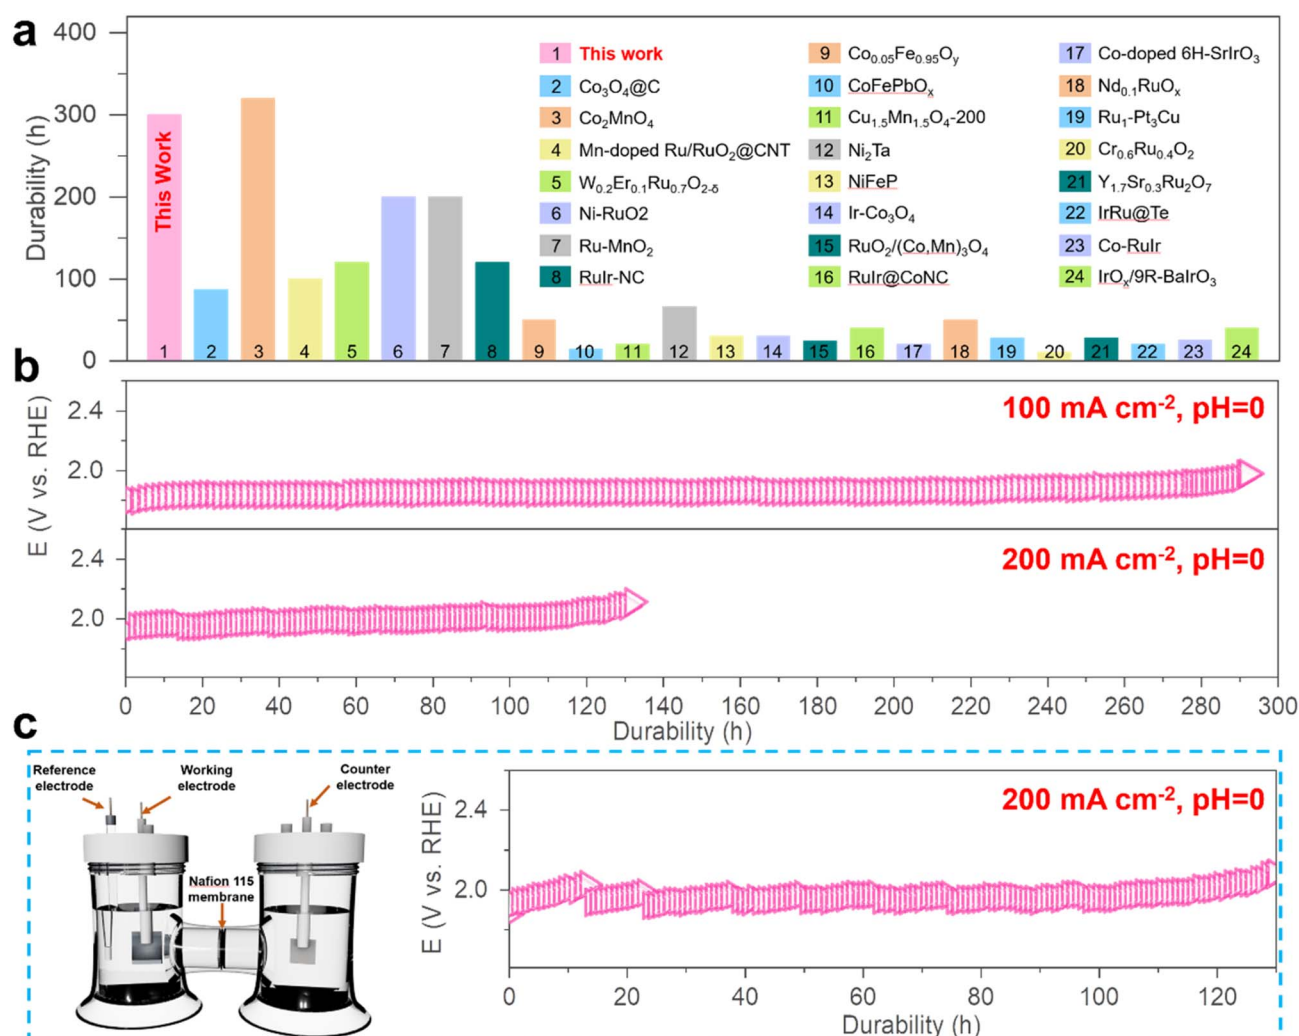 a
400
300
200
100
0
Durability (h)
This Work
1 This work
2 Co₃O₄@C
3 Co₂MnO₄
4 Mn-doped Ru/RuO₂@CNT
5 W₀.₂Er₀.₁Ru₀.₇O₂₋δ
6 Ni-RuO2
7 Ru-MnO₂
8 RuIr-NC
9 Co₀.₀₅Fe₀.₉₅Oᵧ
10 CoFePbOₓ
11 Cu₁.₅Mn₁.₅O₄-200
12 Ni₂Ta
13 NiFeP
14 Ir-Co₃O₄
15 RuO₂/(Co,Mn)₃O₄
16 RuIr@CoNC
17 Co-doped 6H-SrIrO₃
18 Nd₀.₁RuOₓ
19 Ru₁-Pt₃Cu
20 Cr₀.₆Ru₀.₄O₂
21 Y₁.₇Sr₀.₃Ru₂O₇
22 IrRu@Te
23 Co-RuIr
24 IrOₓ/9R-BaIrO₃
1 2 3 4 5 6 7 8 9 10 11 12 13 14 15 16 17 18 19 20 21 22 23 24
b
E (V vs. RHE)
2.4
2.0
100 mA cm⁻², pH=0
2.4
2.0
200 mA cm⁻², pH=0
0 20 40 60 80 100 120 140 160 180 200 220 240 260 280 300
Durability (h)
c
Reference
electrode
Working
electrode
Counter
electrode
Nafion 115
membrane
E (V vs. RHE)
2.4
2.0
200 mA cm⁻², pH=0
0 20 40 60 80 100 120
Durability (h)